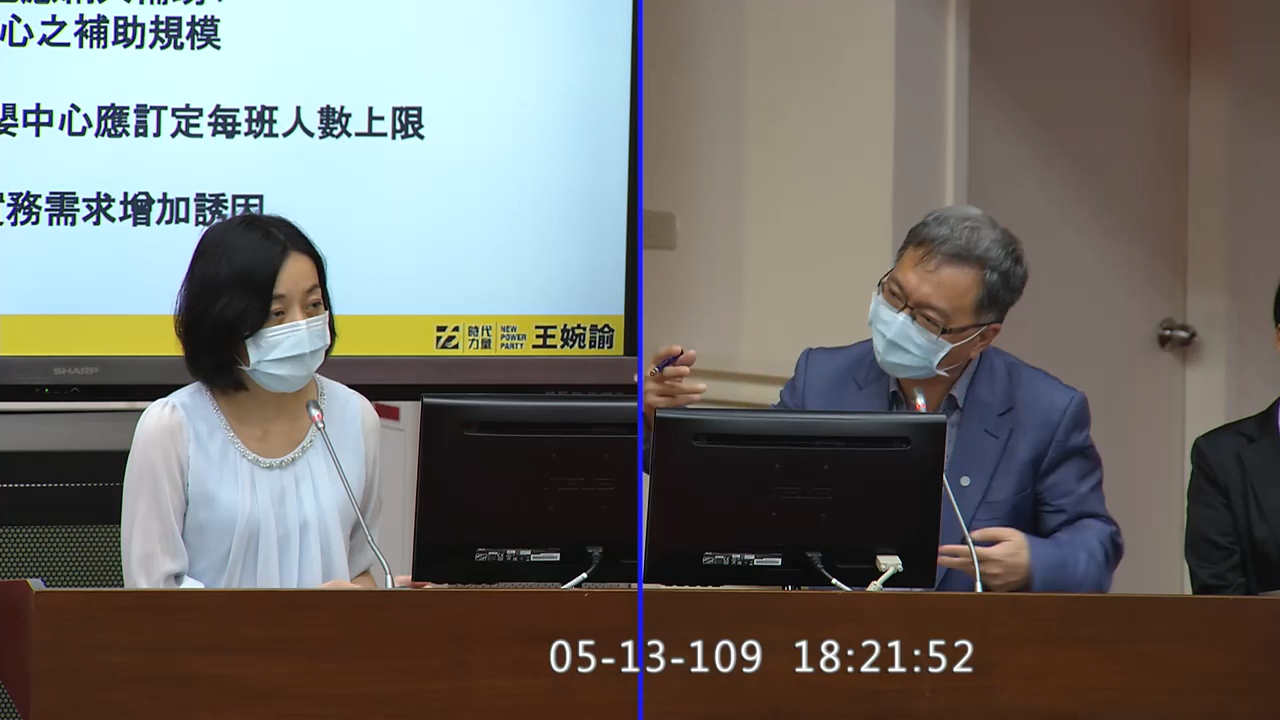 心之補助規模
嬰中心應訂定每班人數上限
務需求增加誘因
時代
力量
NEW
POWER
PARTY
王婉諭
SHARP
05-13-109 18:21:52